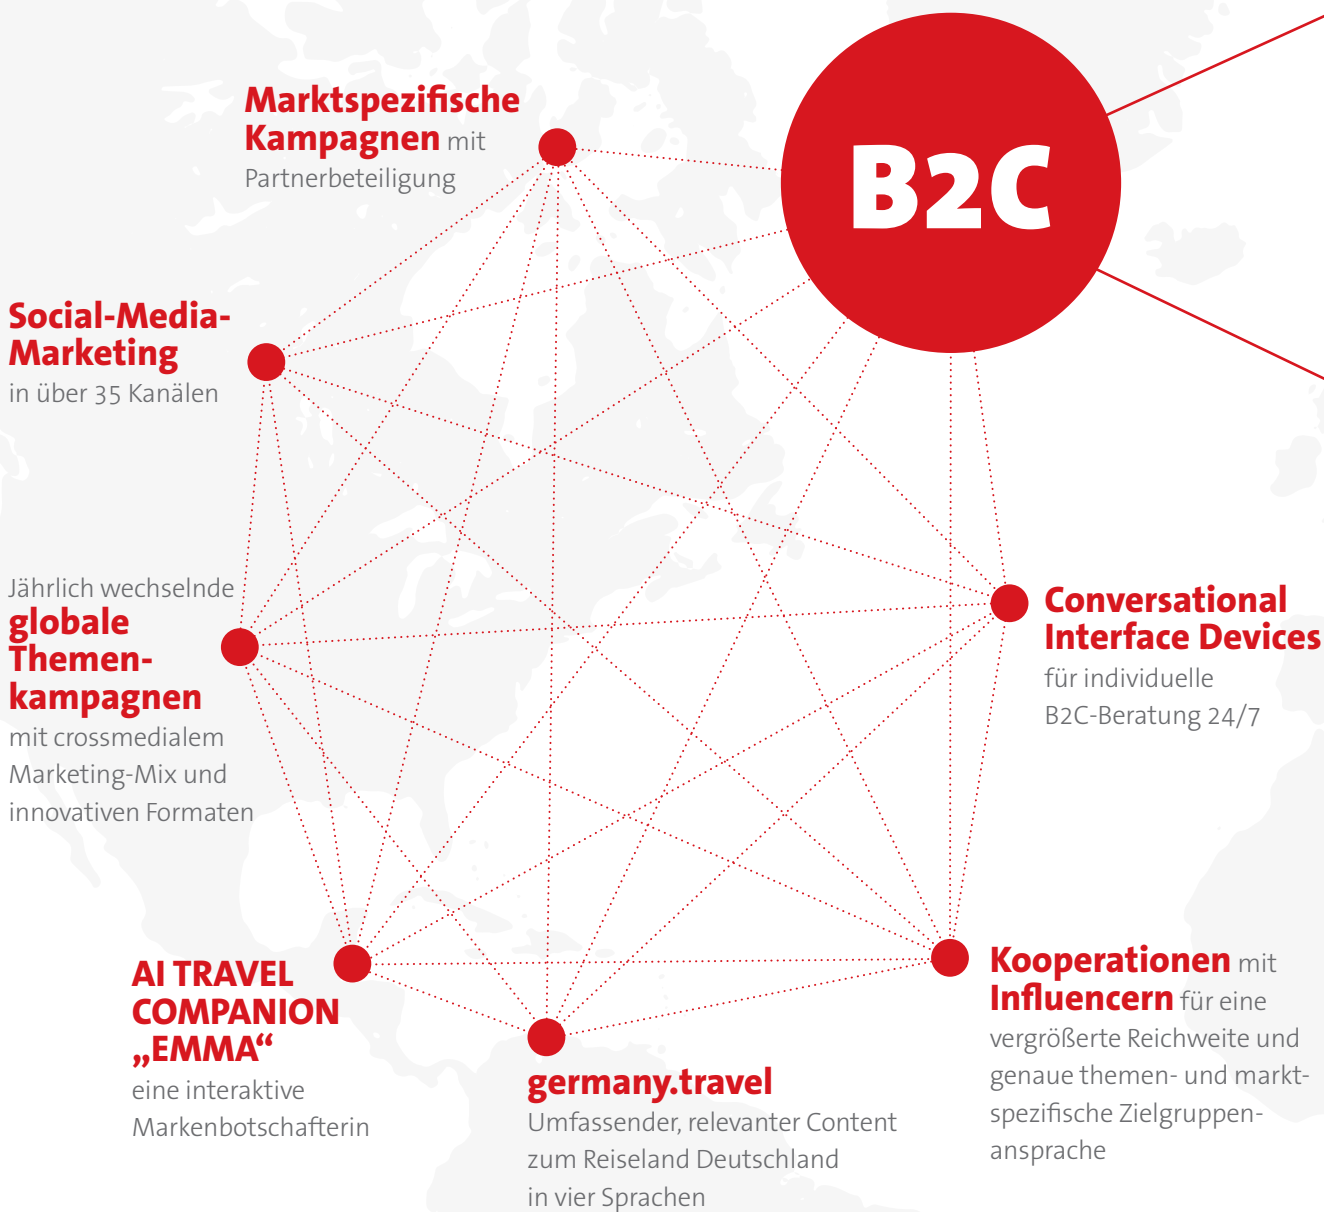 B2C
Marktspezifische
Kampagnen mit
Partnerbeteiligung
Social-Media-
Marketing
in über 35 Kanälen
Jährlich wechselnde
globale
Themen-
kampagnen
mit crossmedialem
Marketing-Mix und
innovativen Formaten
AI TRAVEL
COMPANION
„EMMA“
eine interaktive
Markenbotschafterin
germany.travel
Umfassender, relevanter Content
zum Reiseland Deutschland
in vier Sprachen
Kooperationen mit
Influencern für eine
vergrößerte Reichweite und
genaue themen- und markt-
spezifische Zielgruppen-
ansprache
Conversational
Interface Devices
für individuelle
B2C-Beratung 24/7